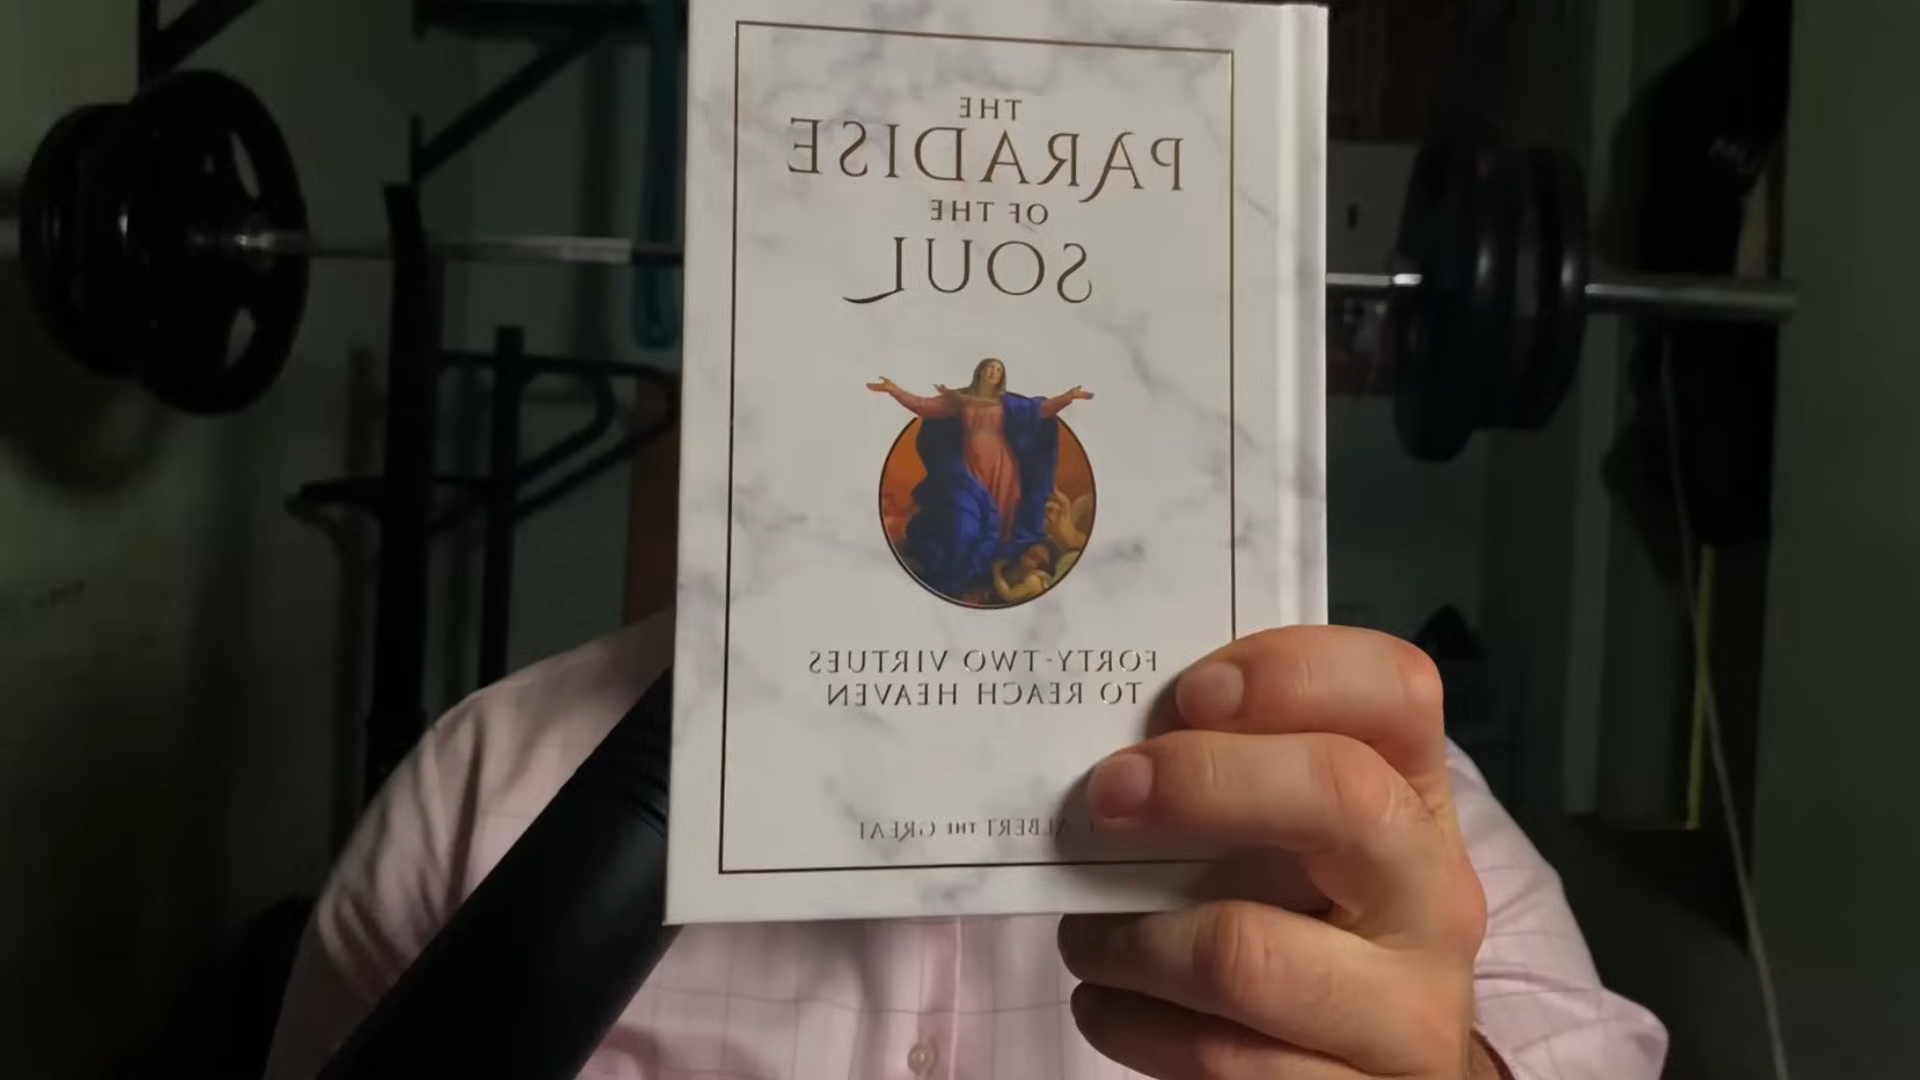 THE
PARADISE
OF THE
SOUL
FORTY-TWO VIRTUES
TO REACH HEAVEN
ALBERT THE GREAT